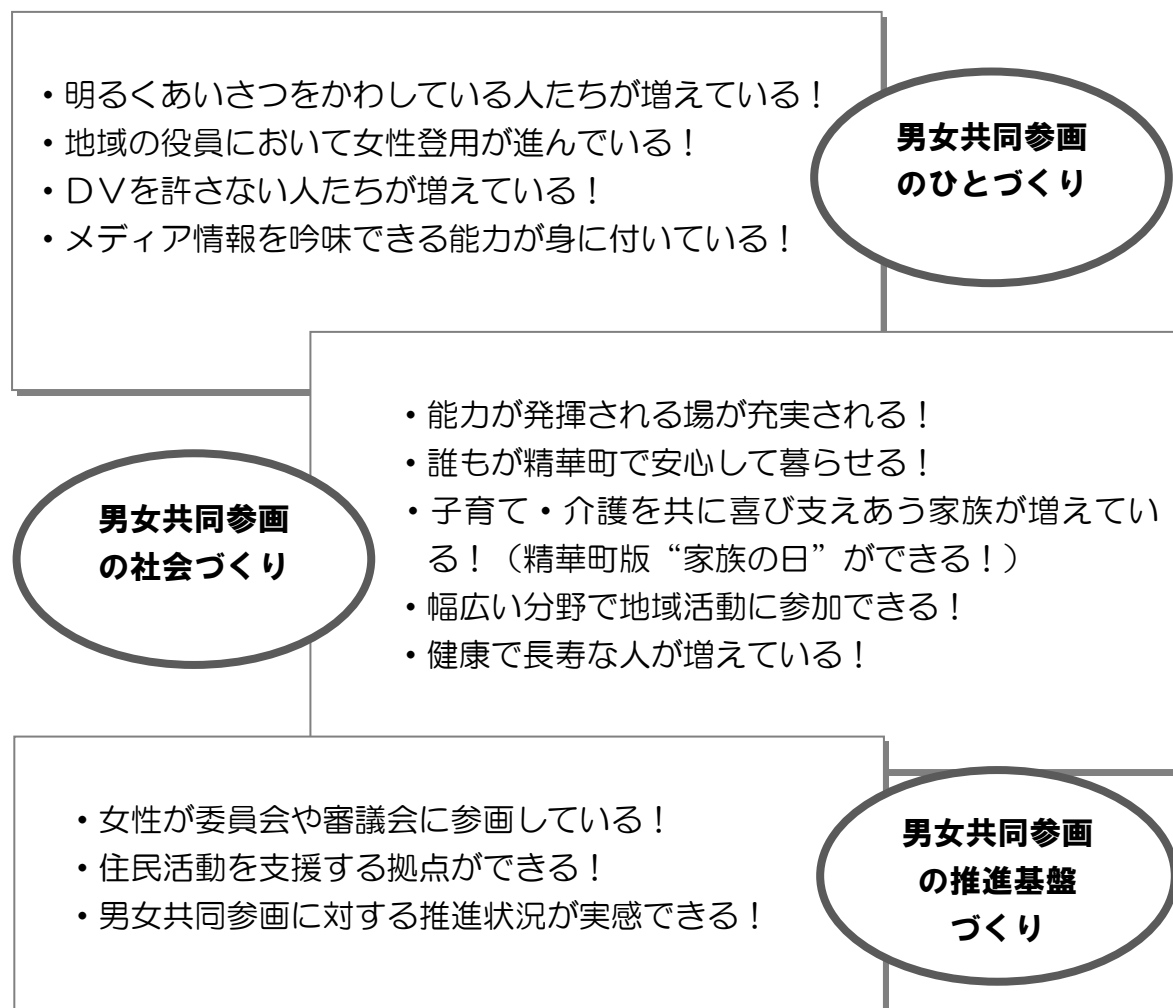 ・明るくあいさつをかわしている人たちが増えている！
・地域の役員において女性登用が進んでいる！
・ＤＶを許さない人たちが増えている！
・メディア情報を吟味できる能力が身に付いている！
男女共同参画
のひとづくり
男女共同参画
の社会づくり
・能力が発揮される場が充実される！
・誰もが精華町で安心して暮らせる！
・子育て・介護を共に喜び支えあう家族が増えてい
る！（精華町版“家族の日”ができる！）
・幅広い分野で地域活動に参加できる！
・健康で長寿な人が増えている！
・女性が委員会や審議会に参画している！
・住民活動を支援する拠点ができる！
・男女共同参画に対する推進状況が実感できる！
男女共同参画
の推進基盤
づくり